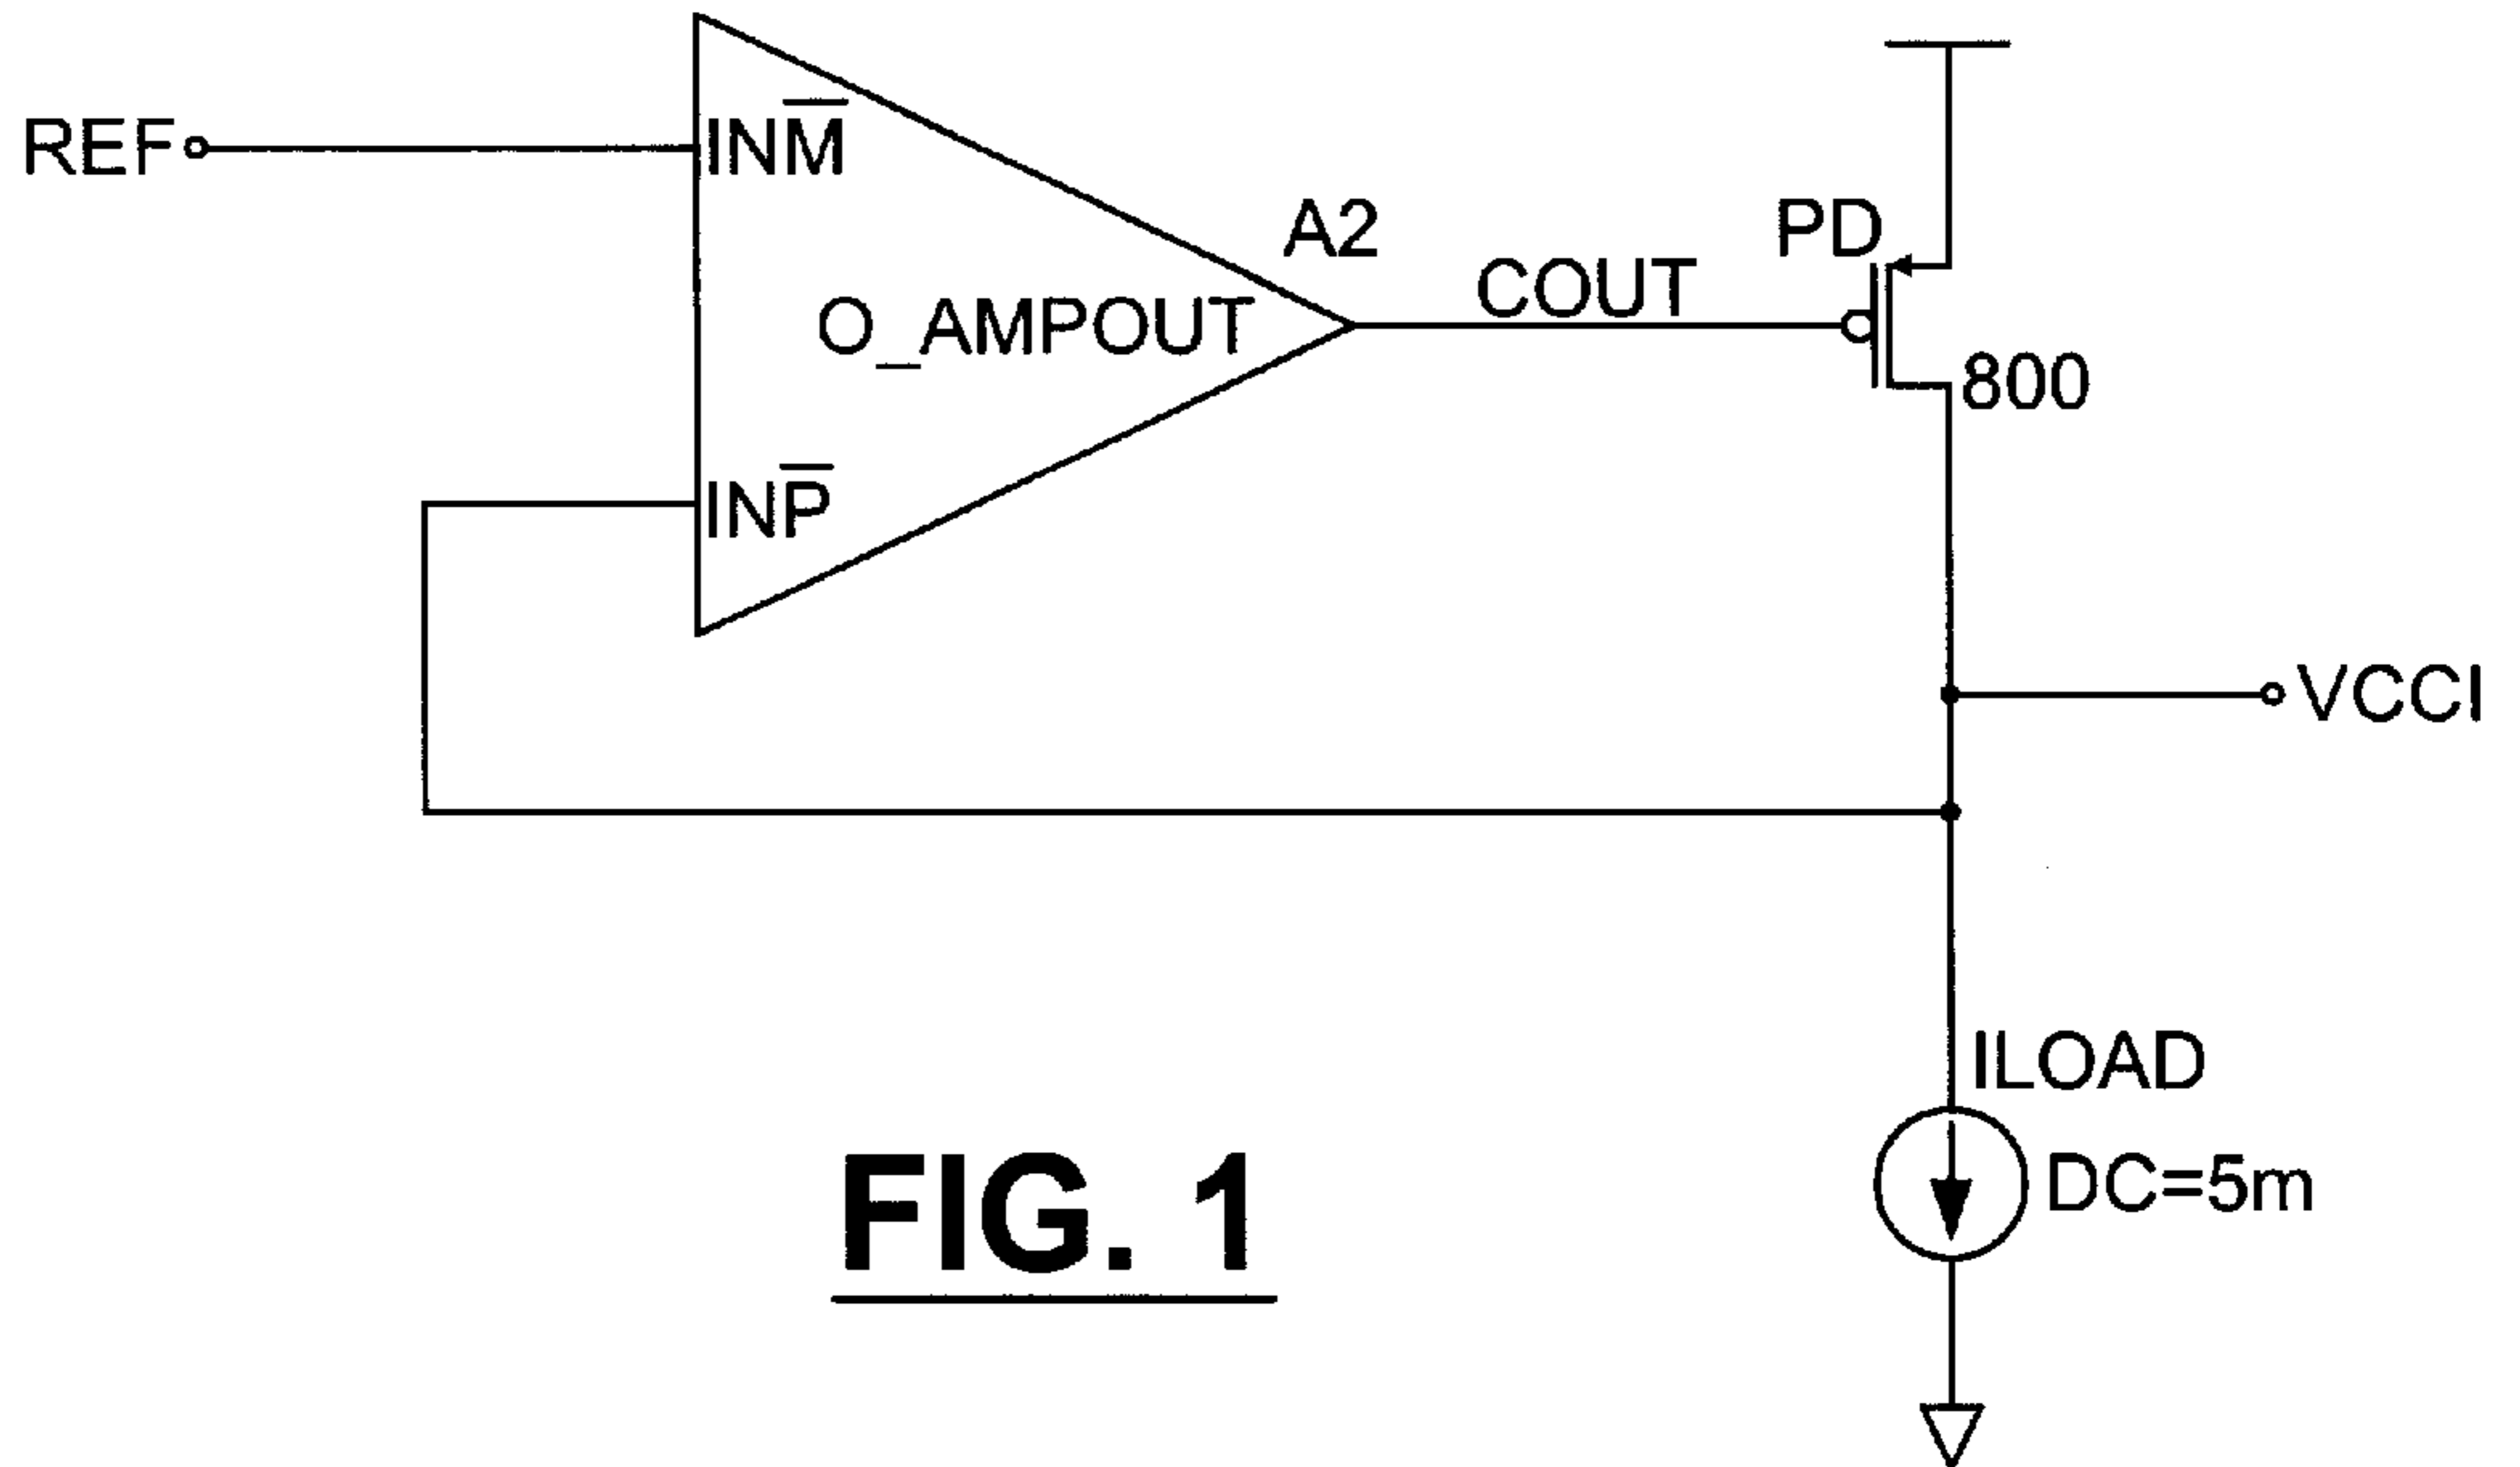 REF
INM̅
A2
PD
COUT
O_AMPOUT
800
INP̅
VCCI
ILOAD
DC=5m
FIG. 1